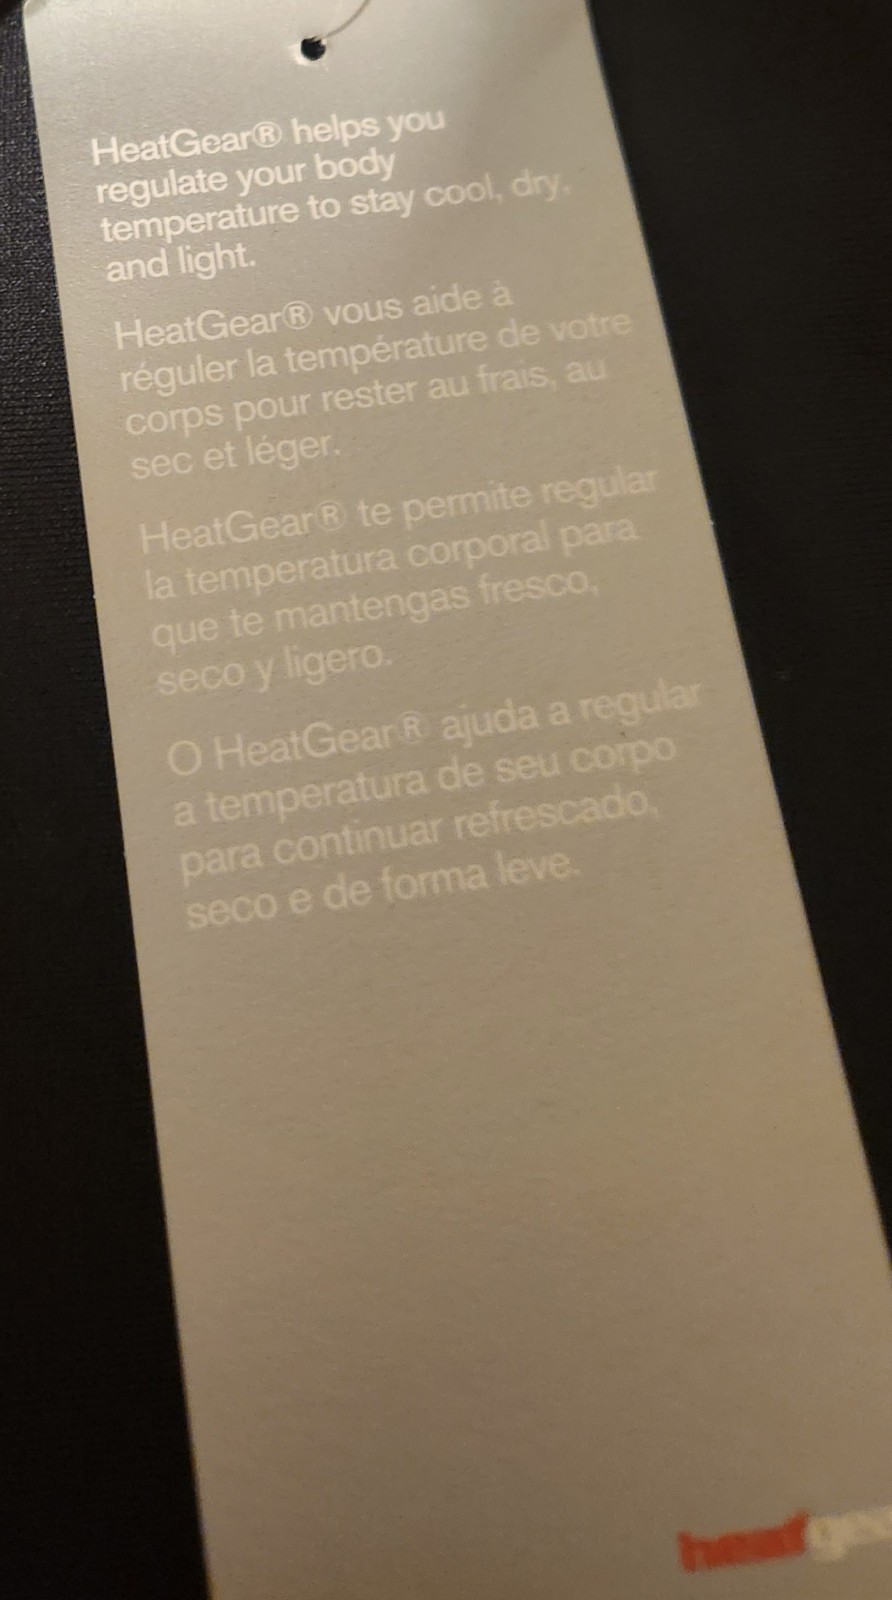 HeatGear® helps you
regulate your body
temperature to stay cool, dry,
and light.
HeatGear® vous aide à
réguler la température de votre
corps pour rester au frais, au
sec et léger.
HeatGear® te permite regular
la temperatura corporal para
que te mantengas fresco,
seco y ligero.
O HeatGear® ajuda a regular
a temperatura de seu corpo
para continuar refrescado,
seco e de forma leve.